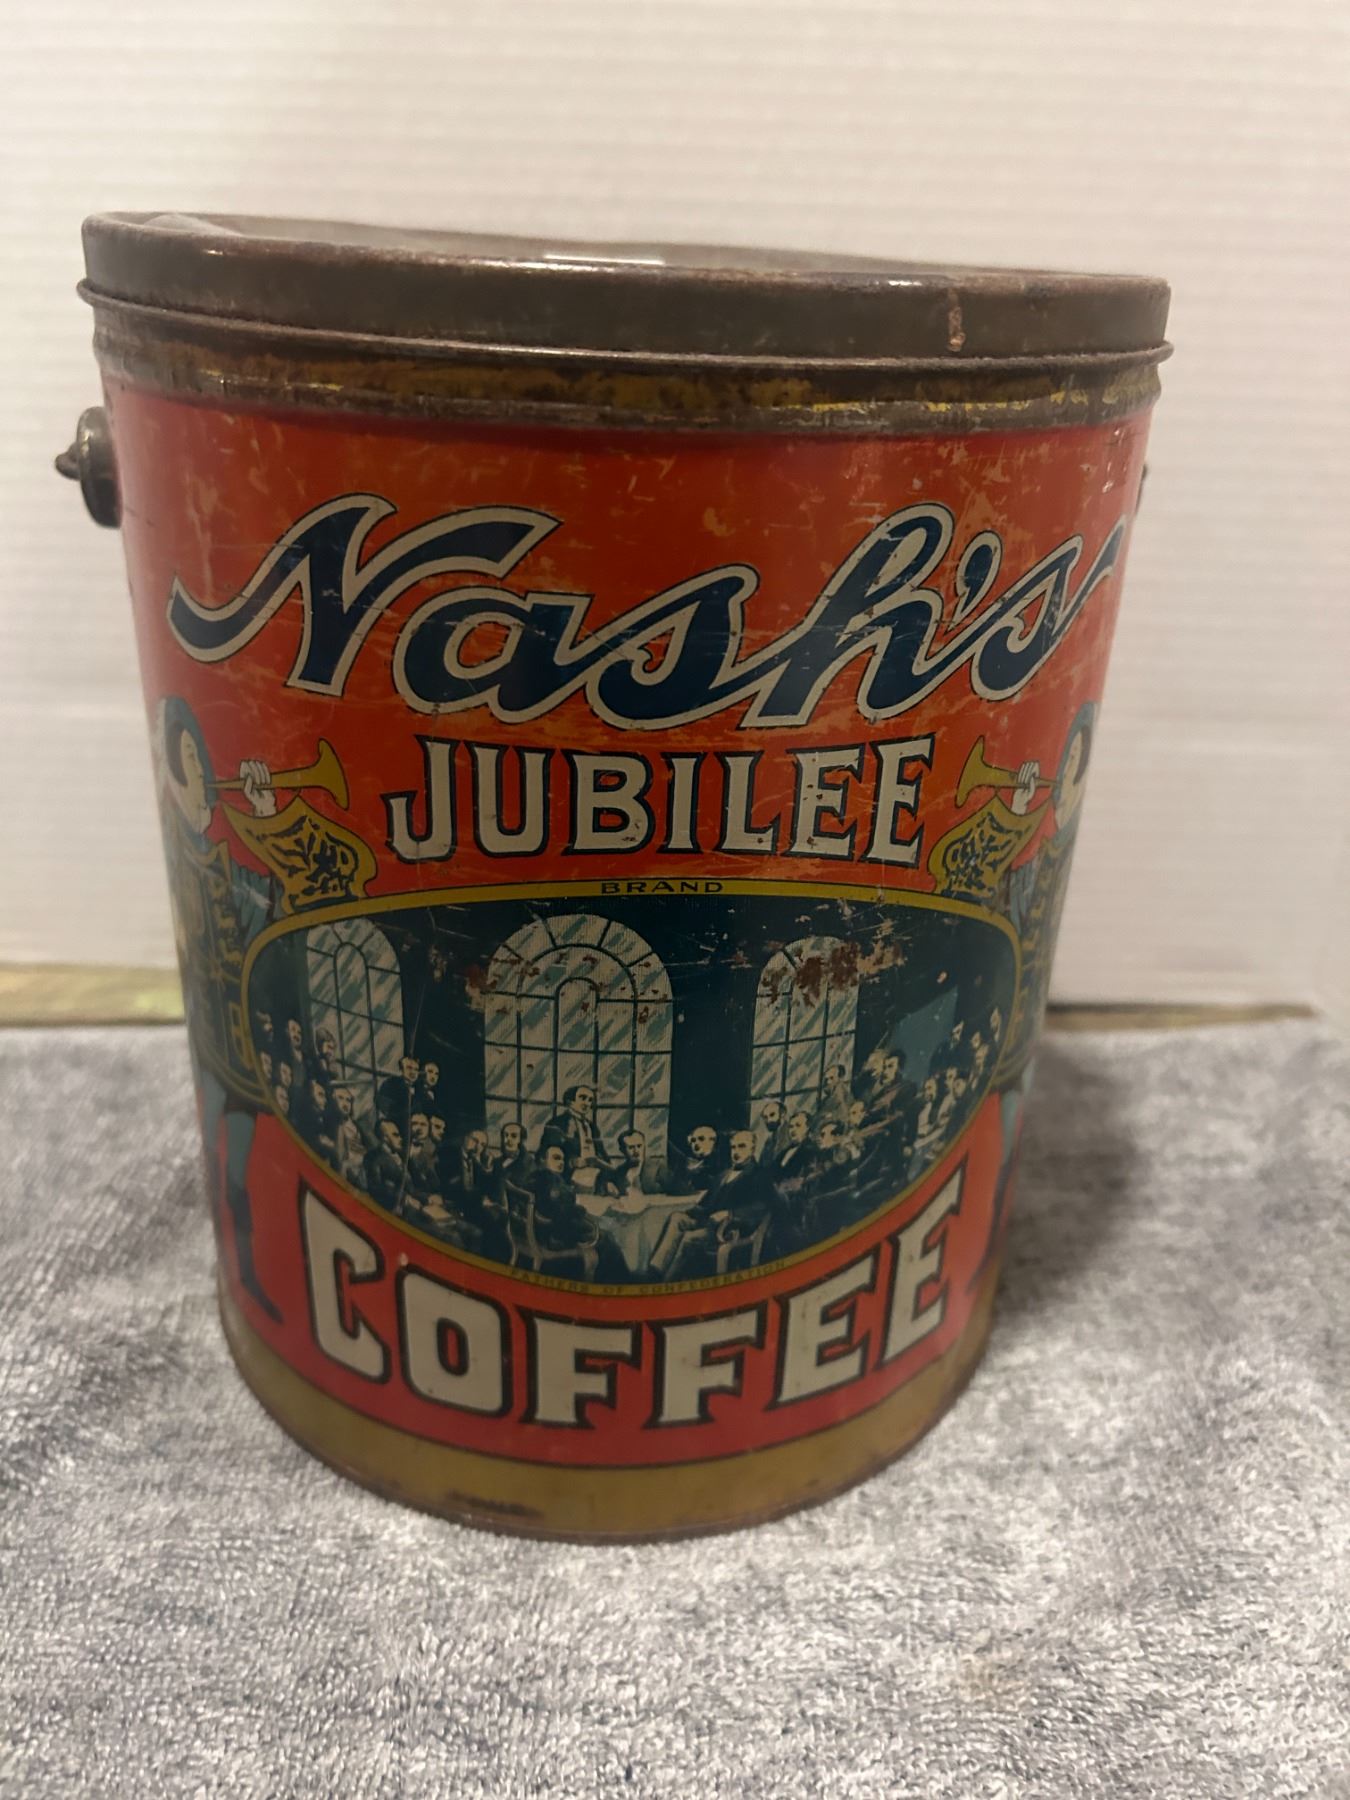 Nash's
JUBILEE
BRAND
FATHERS OF CONFEDERATION
COFFEE